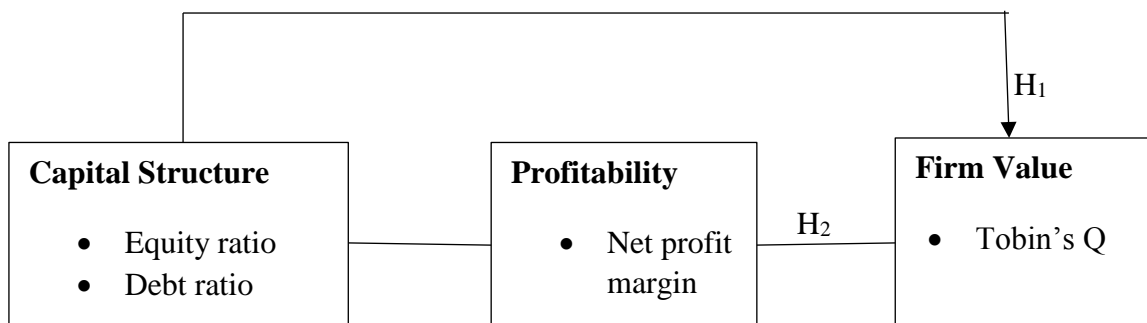 H₁
Capital Structure
• Equity ratio
• Debt ratio
Profitability
• Net profit
margin
H₂
Firm Value
• Tobin’s Q